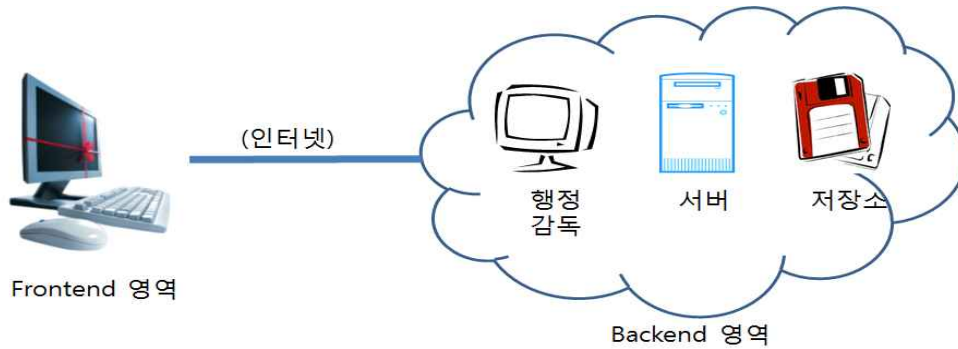 (인터넷)
행정
감독
서버
저장소
Frontend 영역
Backend 영역